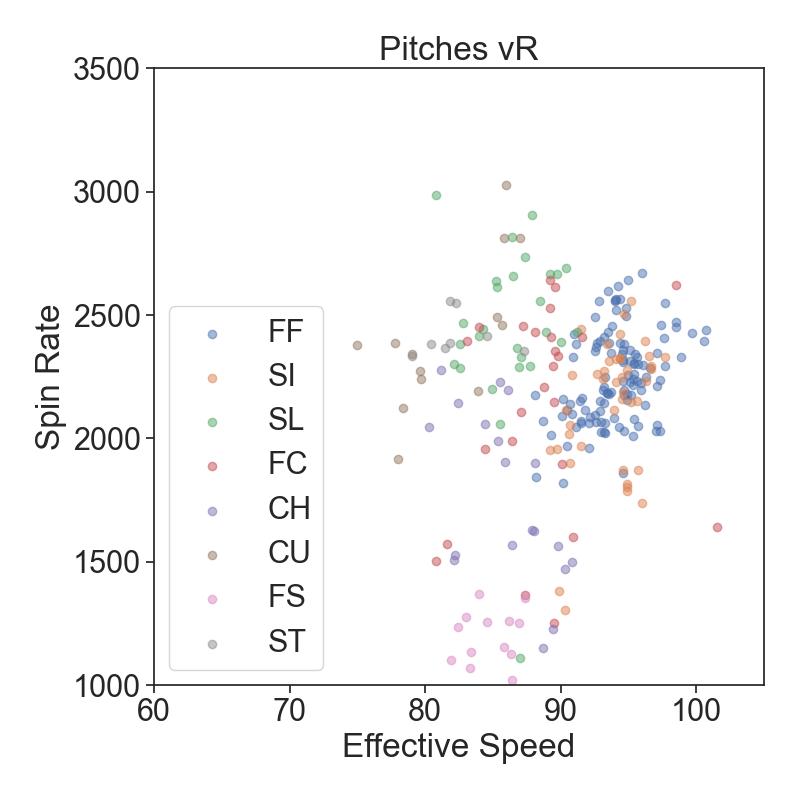 Pitches vR
3500
3000
2500
2000
1500
1000
Spin Rate
FF
SI
SL
FC
CH
CU
FS
ST
60 70 80 90 100
Effective Speed